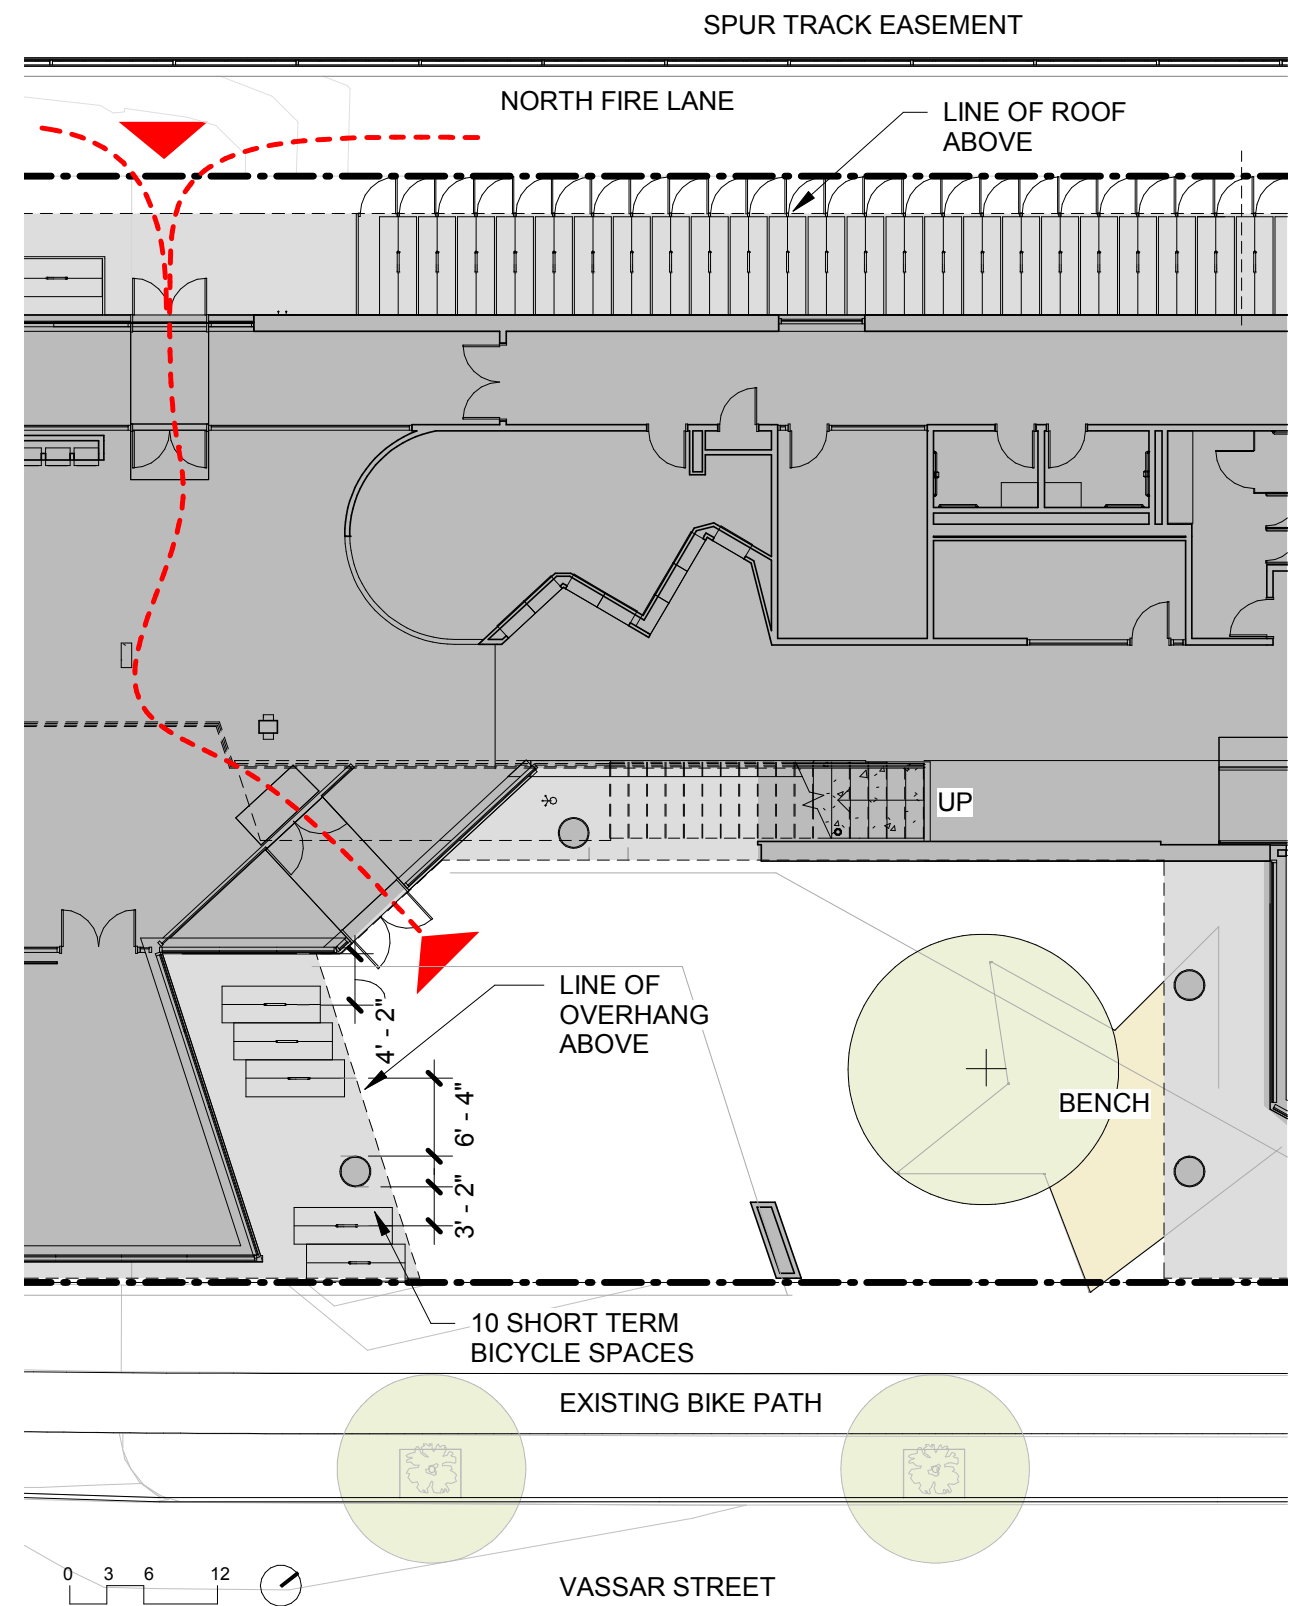 SPUR TRACK EASEMENT
NORTH FIRE LANE
LINE OF ROOF
ABOVE
UP
LINE OF
OVERHANG
ABOVE
4' - 2"
6' - 4"
3' - 2"
BENCH
10 SHORT TERM
BICYCLE SPACES
EXISTING BIKE PATH
0 3 6 12
VASSAR STREET